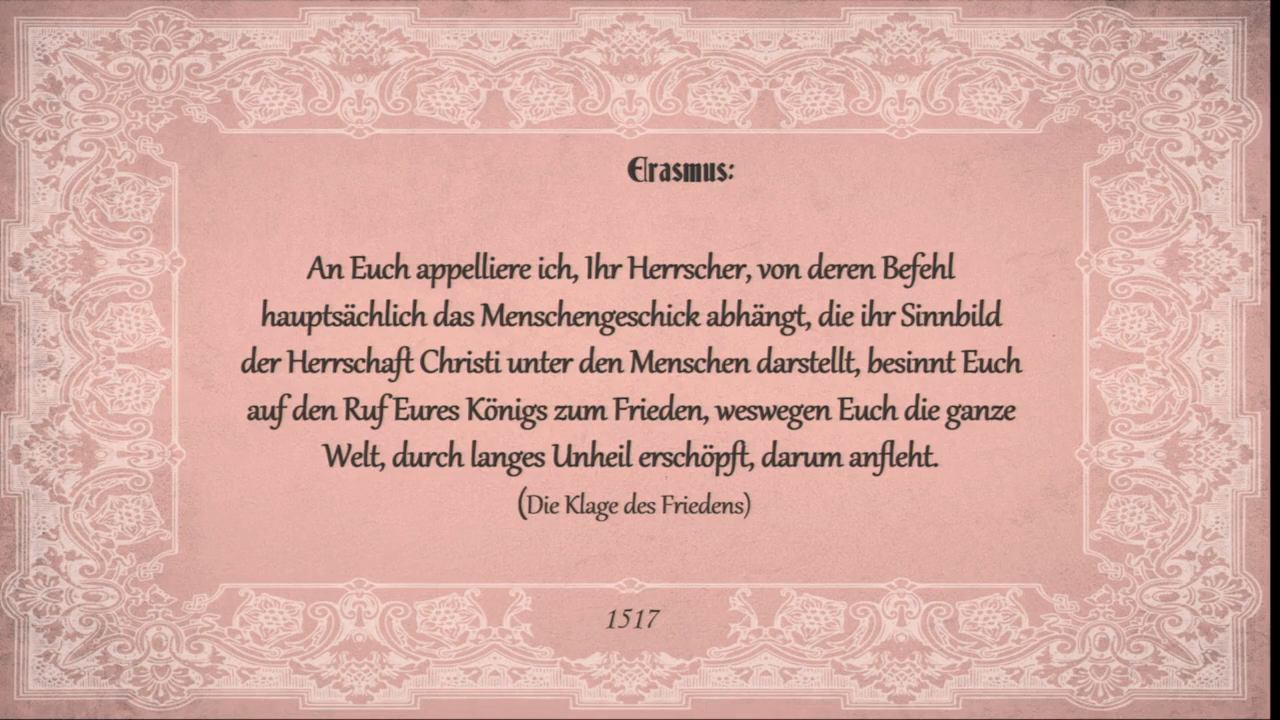 Erasmus:
An Euch appelliere ich, Ihr Herrscher, von deren Befehl
hauptsächlich das Menschengeschick abhängt, die ihr Sinnbild
der Herrschaft Christi unter den Menschen darstellt, besinnt Euch
auf den Ruf Eures Königs zum Frieden, weswegen Euch die ganze
Welt, durch langes Unheil erschöpft, darum anfleht.
(Die Klage des Friedens)
1517